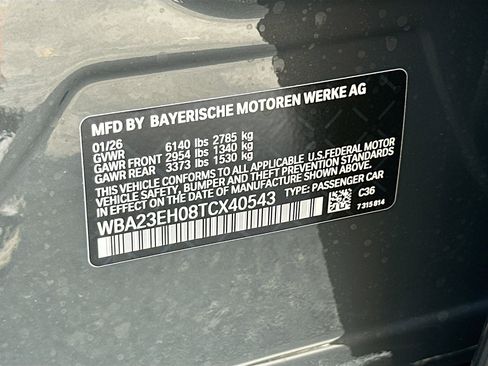 MFD BY BAYERISCHE MOTOREN WERKE AG
01/26 6140 lbs 2785 kg
GVWR
GAWR FRONT 2954 lbs 1340 kg
GAWR REAR 3373 lbs 1530 kg
THIS VEHICLE CONFORMS TO ALL APPLICABLE U.S.FEDERAL MOTOR
VEHICLE SAFETY, BUMPER AND THEFT PREVENTION STANDARDS
IN EFFECT ON THE DATE OF MANUFACTURE SHOWN ABOVE.
WBA23EH08TCX40543 TYPE: PASSENGER CAR
C36
7 315 814